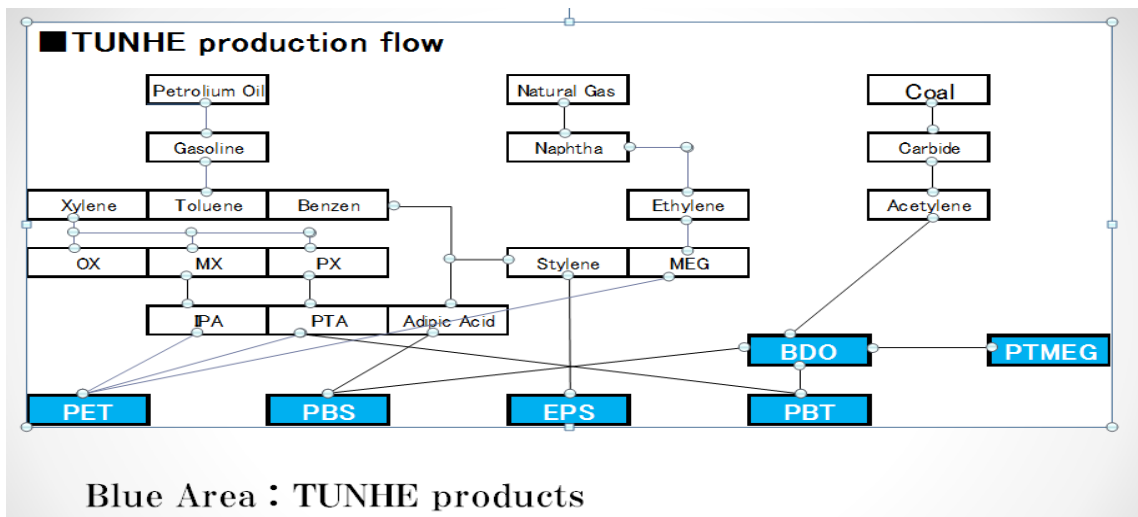 ■TUNHE production flow
Petrolium Oil Natural Gas Coal
Gasoline Naphtha Carbide
Xylene Toluene Benzen Ethylene Acetylene
OX MX PX Stylene MEG
IPA PTA Adipic Acid
BDO PTMEG
PET PBS EPS PBT
Blue Area：TUNHE products